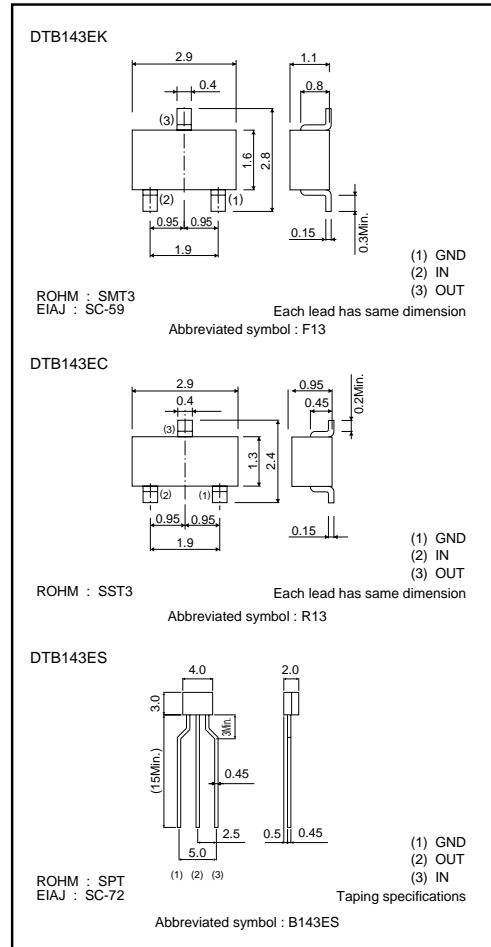 DTB143EK
2.9
0.4
1.1
0.8
(3)
1.6
2.8
(2)
(1)
0.95
0.95
1.9
0.15
0.3Min.
(1) GND
(2) IN
(3) OUT
ROHM : SMT3
EIAJ : SC-59
Each lead has same dimension
Abbreviated symbol : F13
DTB143EC
2.9
0.4
0.95
0.45
0.2Min.
(3)
1.3
2.4
(2)
(1)
0.95
0.95
1.9
0.15
(1) GND
(2) IN
(3) OUT
ROHM : SST3
Each lead has same dimension
Abbreviated symbol : R13
DTB143ES
4.0
2.0
3.0
3Min.
(15Min.)
0.45
2.5
0.5
0.45
5.0
(1) (2) (3)
(1) GND
(2) OUT
(3) IN
ROHM : SPT
EIAJ : SC-72
Taping specifications
Abbreviated symbol : B143ES